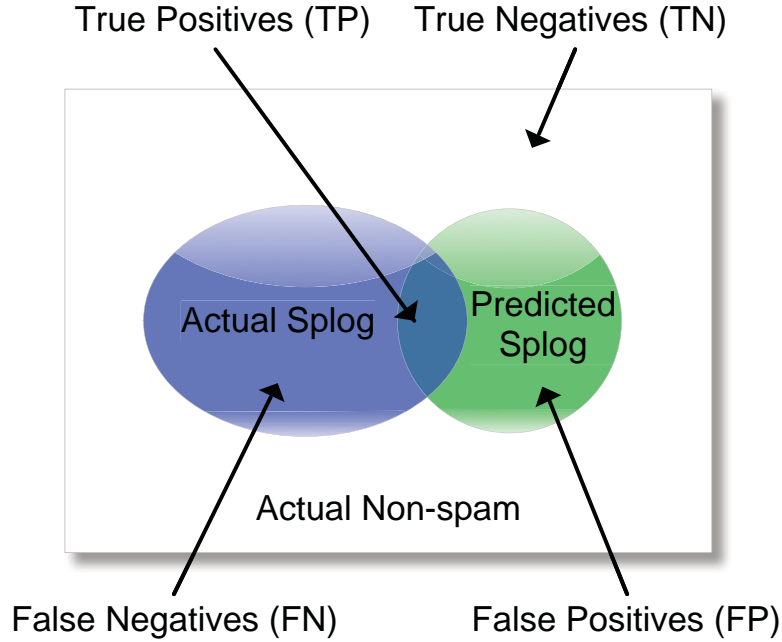 True Positives (TP)
True Negatives (TN)
Actual Splog
Predicted
Splog
Actual Non-spam
False Negatives (FN)
False Positives (FP)